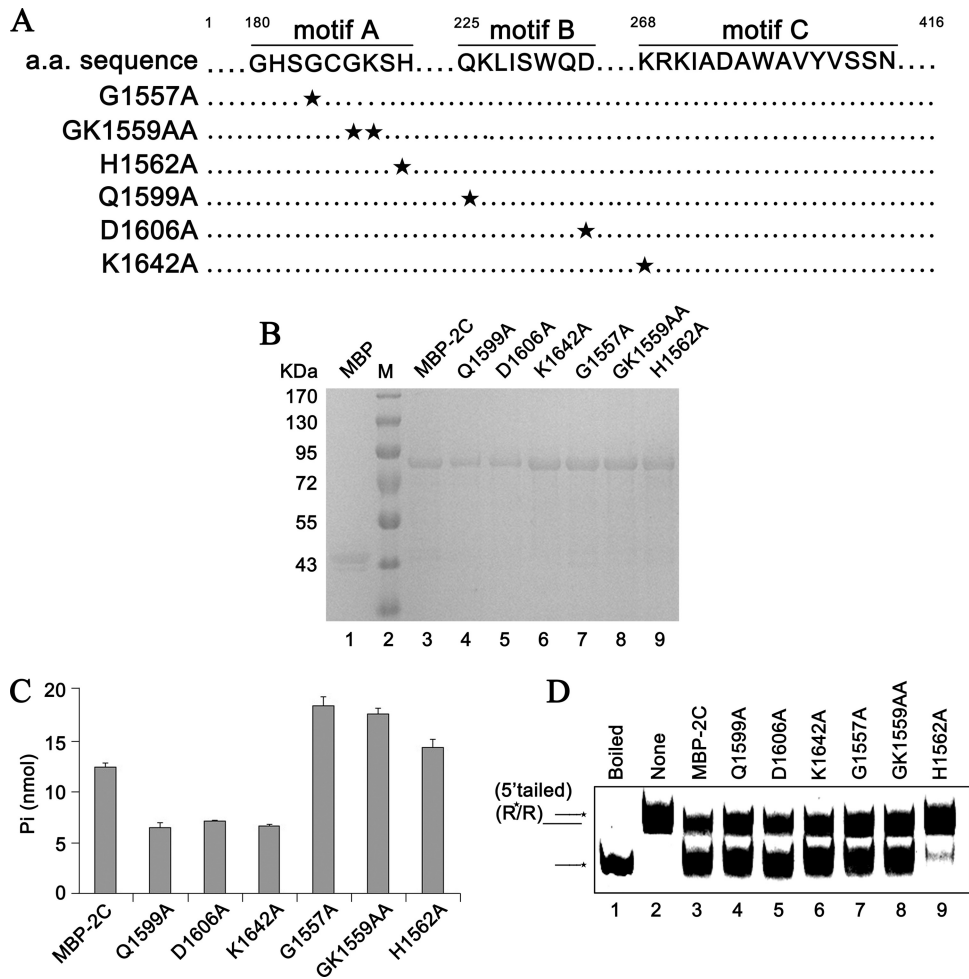 A
1 180 motif A 225 motif B 268 motif C 416
a.a. sequence ....GHSGCGKSH....QKLISWQD....KRKIADAWAVYVSSN....
G1557A
GK1559AA
H1562A
Q1599A
D1606A
K1642A
B
KDa MBP M MBP-2C Q1599A D1606A K1642A G1557A GK1559AA H1562A
170
130
95
72
55
43
1 2 3 4 5 6 7 8 9
C
Pi (nmol)
20
15
10
5
0
MBP-2C Q1599A D1606A K1642A G1557A GK1559AA H1562A
D
Boiled None MBP-2C Q1599A D1606A K1642A G1557A GK1559AA H1562A
(5'tailed)
(R*/R)
1 2 3 4 5 6 7 8 9